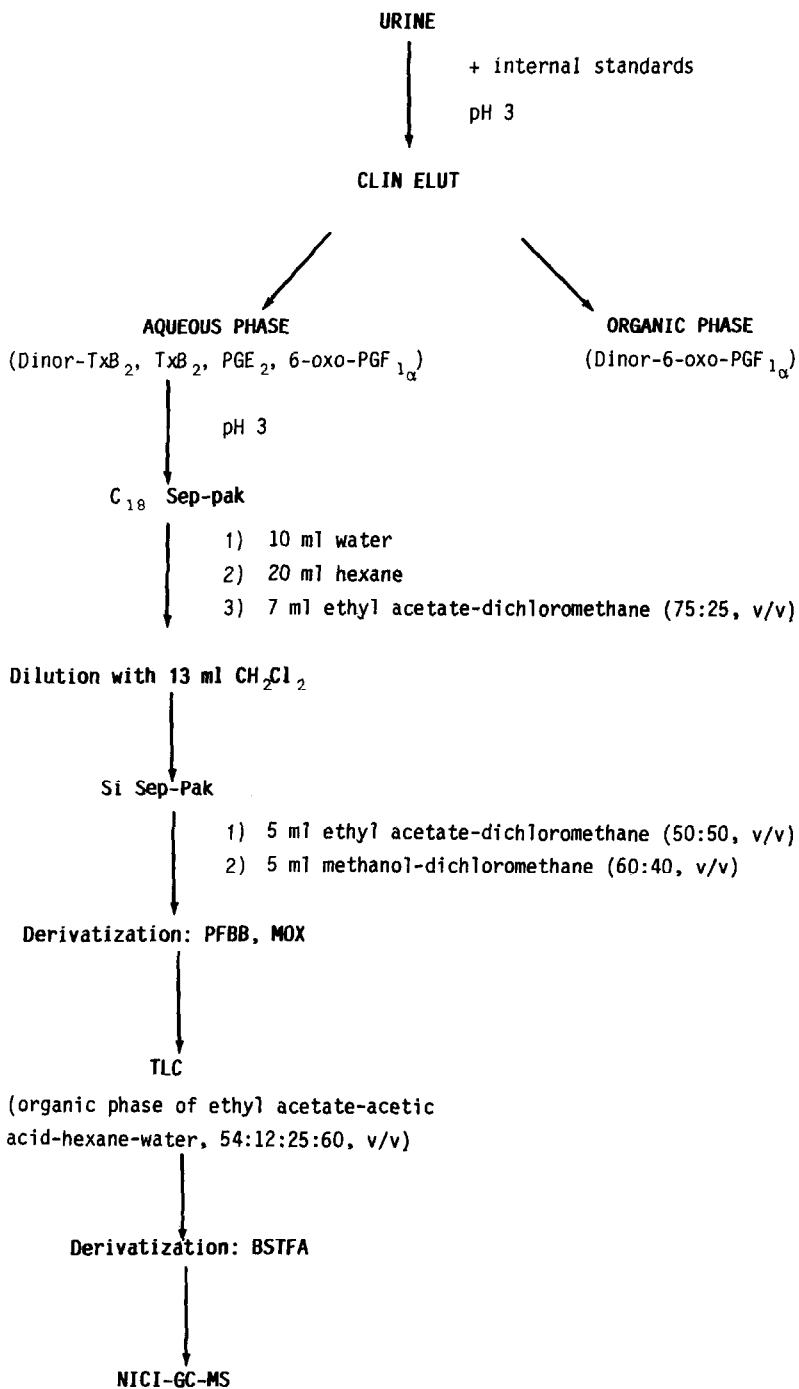 URINE
+ internal standards
pH 3
CLIN ELUT
AQUEOUS PHASE
(Dinor-TxB₂, TxB₂, PGE₂, 6-oxo-PGF₁α)
ORGANIC PHASE
(Dinor-6-oxo-PGF₁α)
pH 3
C₁₈ Sep-pak
1) 10 ml water
2) 20 ml hexane
3) 7 ml ethyl acetate-dichloromethane (75:25, v/v)
Dilution with 13 ml CH₂Cl₂
Si Sep-Pak
1) 5 ml ethyl acetate-dichloromethane (50:50, v/v)
2) 5 ml methanol-dichloromethane (60:40, v/v)
Derivatization: PFBB, MOX
TLC
(organic phase of ethyl acetate-acetic
acid-hexane-water, 54:12:25:60, v/v)
Derivatization: BSTFA
NICI-GC-MS